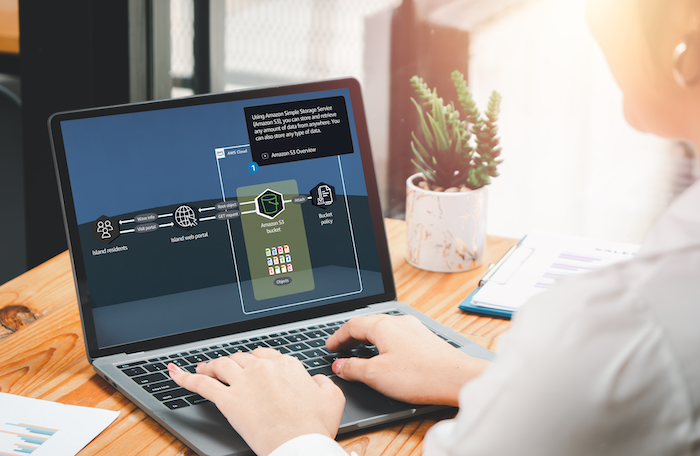 Using Amazon Simple Storage Service
(Amazon S3), you can store and retrieve
any amount of data from anywhere. You
can also store any type of data.
Amazon S3 Overview
aws
AWS Cloud
1
Island residents
Show info
Visit portal
Island web portal
GET request
Amazon S3
bucket
Attach
Bucket
policy
Objects